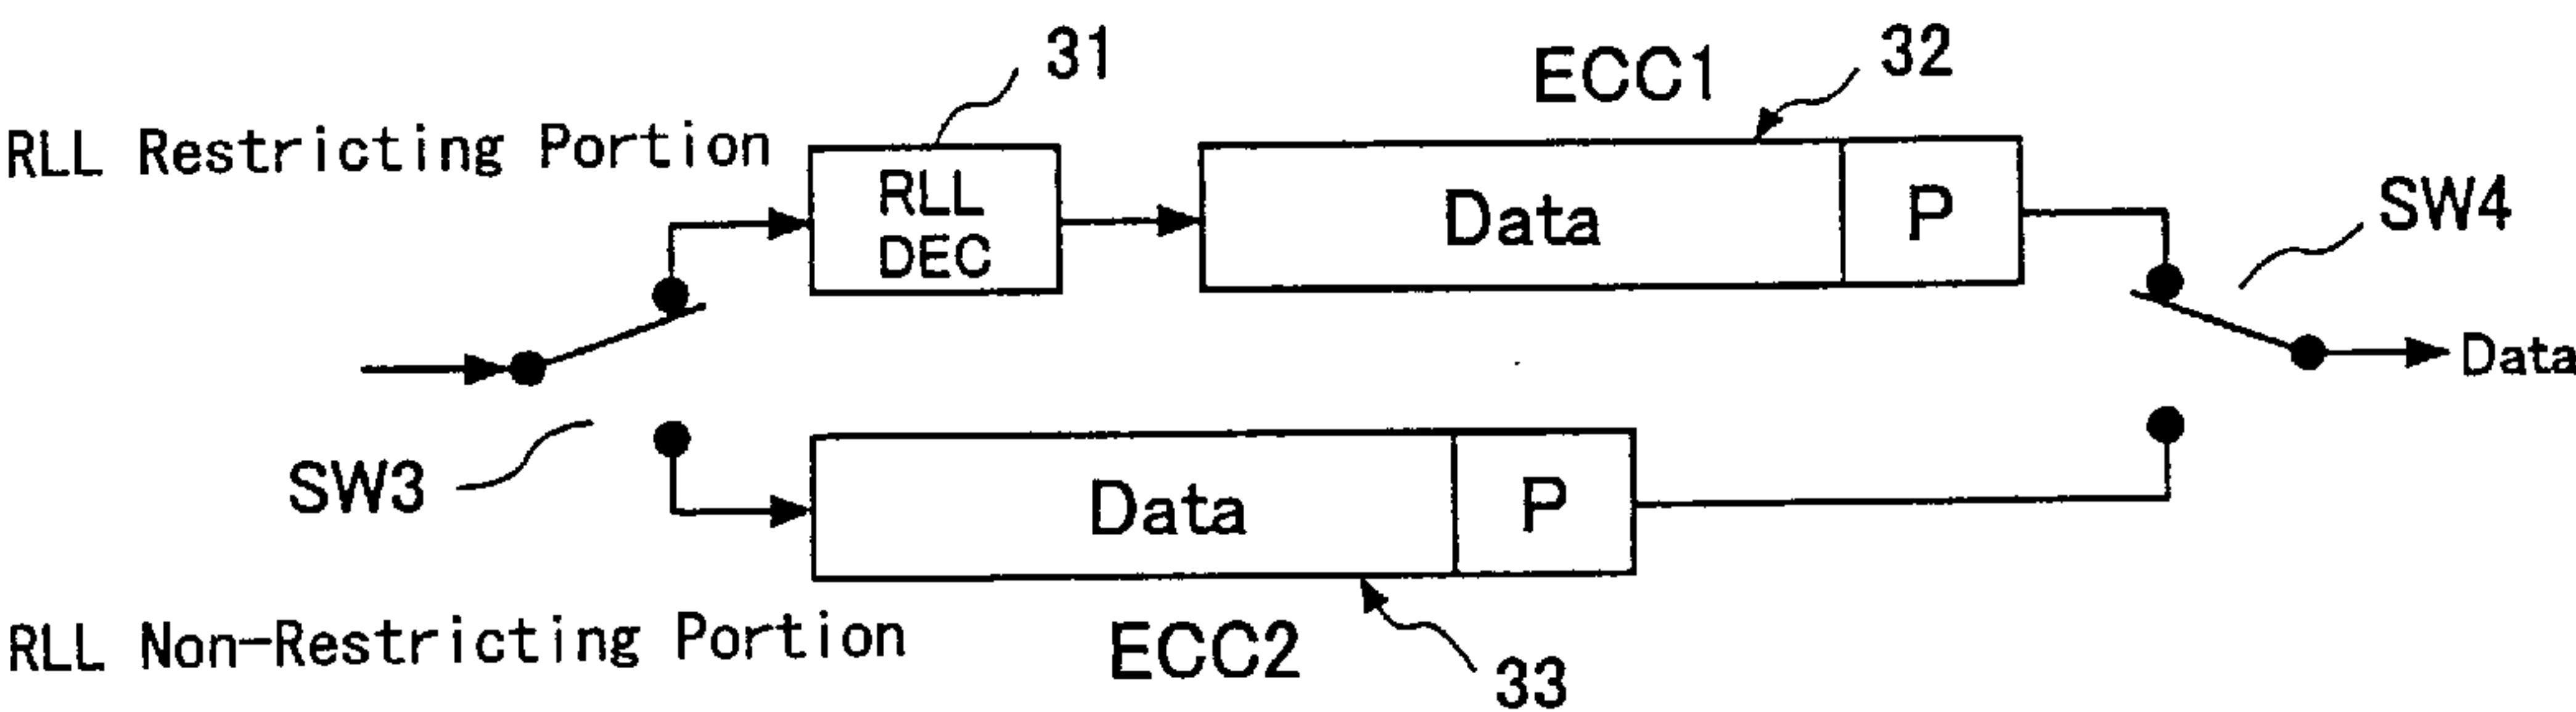 31
ECC1
32
RLL Restricting Portion
RLL
DEC
Data
P
SW4
Data
SW3
Data
P
RLL Non-Restricting Portion
ECC2
33